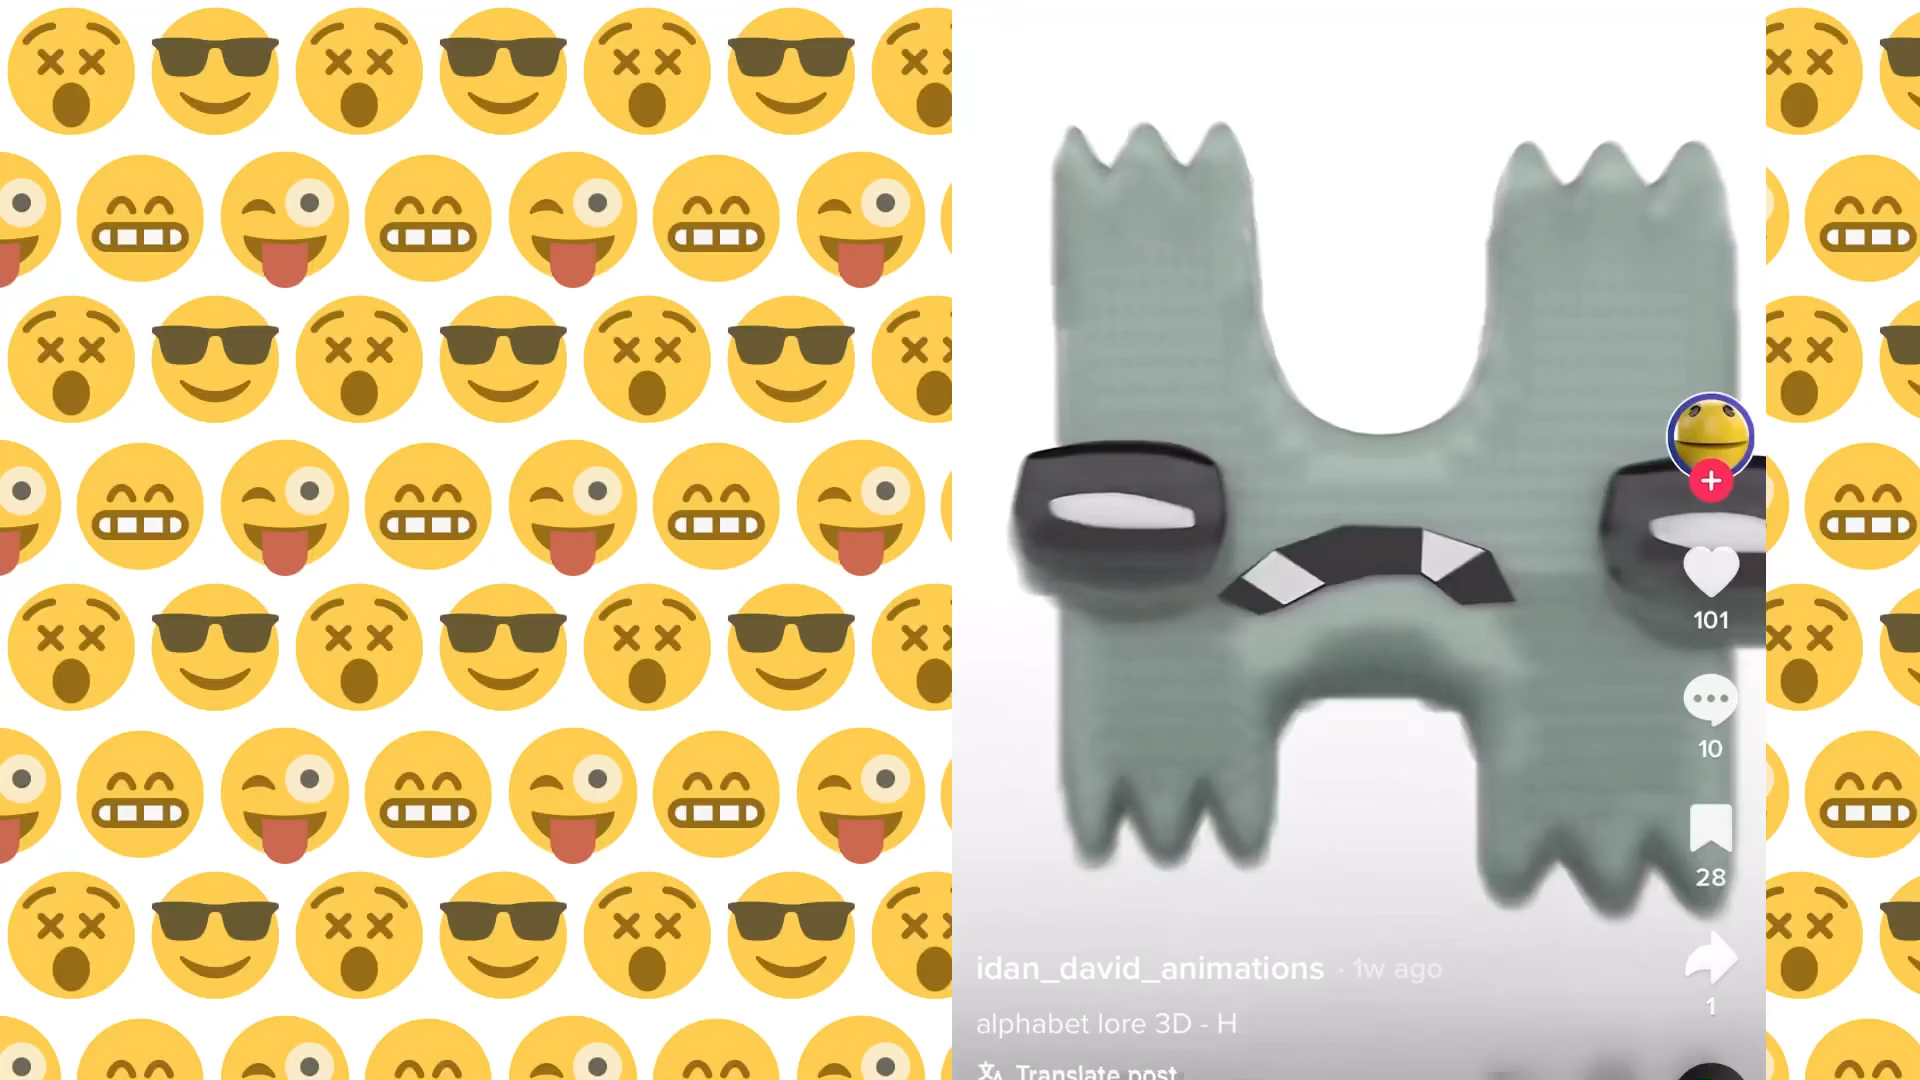 101
10
28
1
idan_david_animations · 1w ago
alphabet lore 3D - H
Translate post